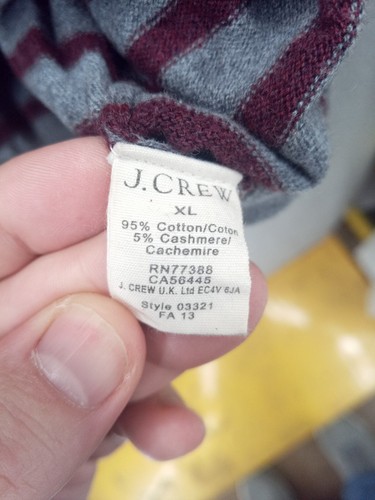 J.CREW
XL
95% Cotton/Coton
5% Cashmere/
Cachemire
RN77388
CA56445
J. CREW U.K. Ltd EC4V 6JA
Style 03321
FA 13